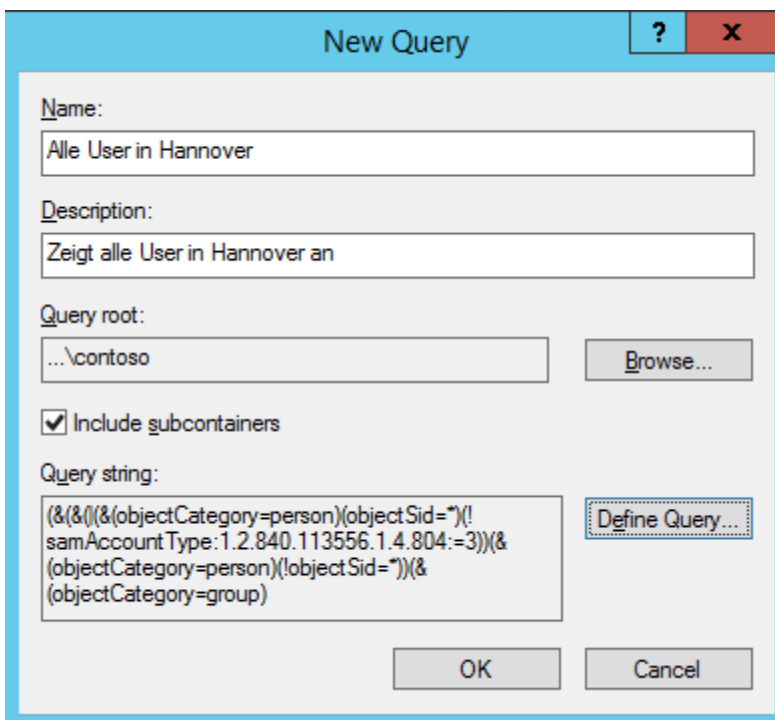 New Query
?
x
Name:
Alle User in Hannover
Description:
Zeigt alle User in Hannover an
Query root:
...\contoso
Browse...
Include subcontainers
Query string:
(&(&(|(&(objectCategory=person)(objectSid=*)(!
samAccountType:1.2.840.113556.1.4.804:=3))(&
(objectCategory=person)(!objectSid=*))(&
(objectCategory=group)
Define Query...
OK
Cancel